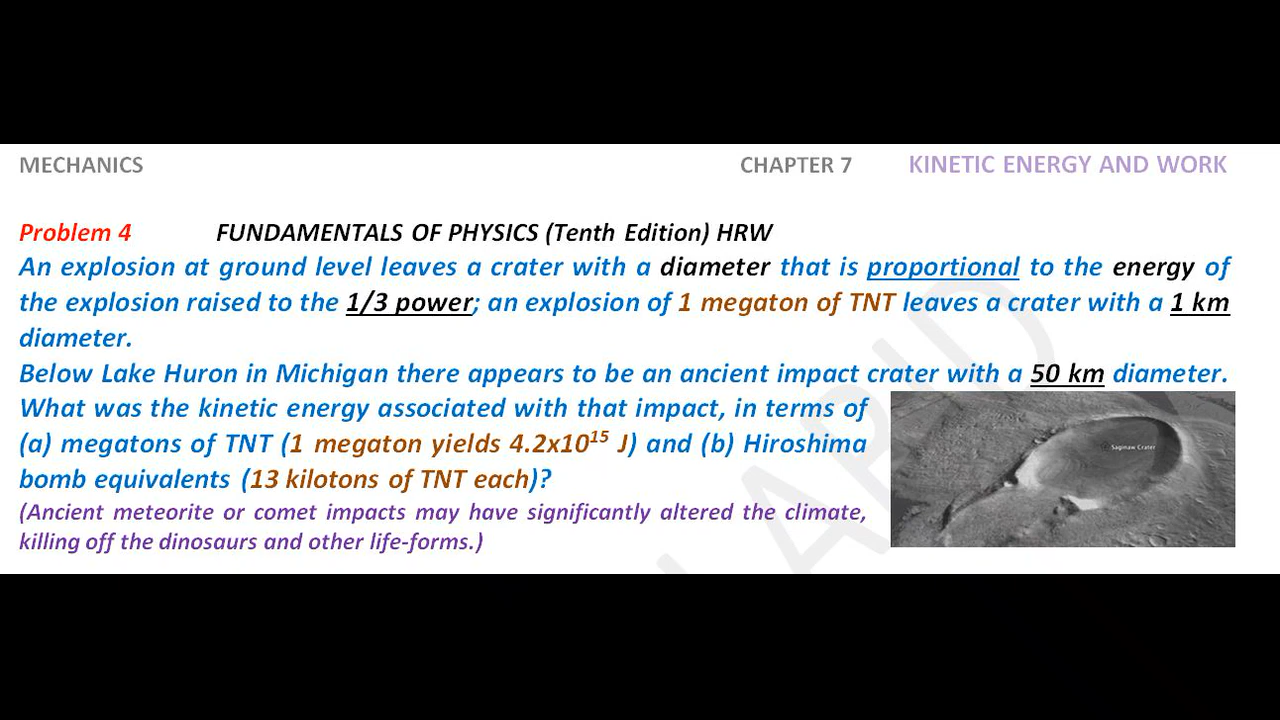 MECHANICS CHAPTER 7 KINETIC ENERGY AND WORK
Problem 4 FUNDAMENTALS OF PHYSICS (Tenth Edition) HRW
An explosion at ground level leaves a crater with a diameter that is proportional to the energy of
the explosion raised to the 1/3 power; an explosion of 1 megaton of TNT leaves a crater with a 1 km
diameter.
Below Lake Huron in Michigan there appears to be an ancient impact crater with a 50 km diameter.
What was the kinetic energy associated with that impact, in terms of
(a) megatons of TNT (1 megaton yields 4.2x10¹⁵ J) and (b) Hiroshima
bomb equivalents (13 kilotons of TNT each)?
(Ancient meteorite or comet impacts may have significantly altered the climate,
killing off the dinosaurs and other life-forms.)
Saginaw Crater